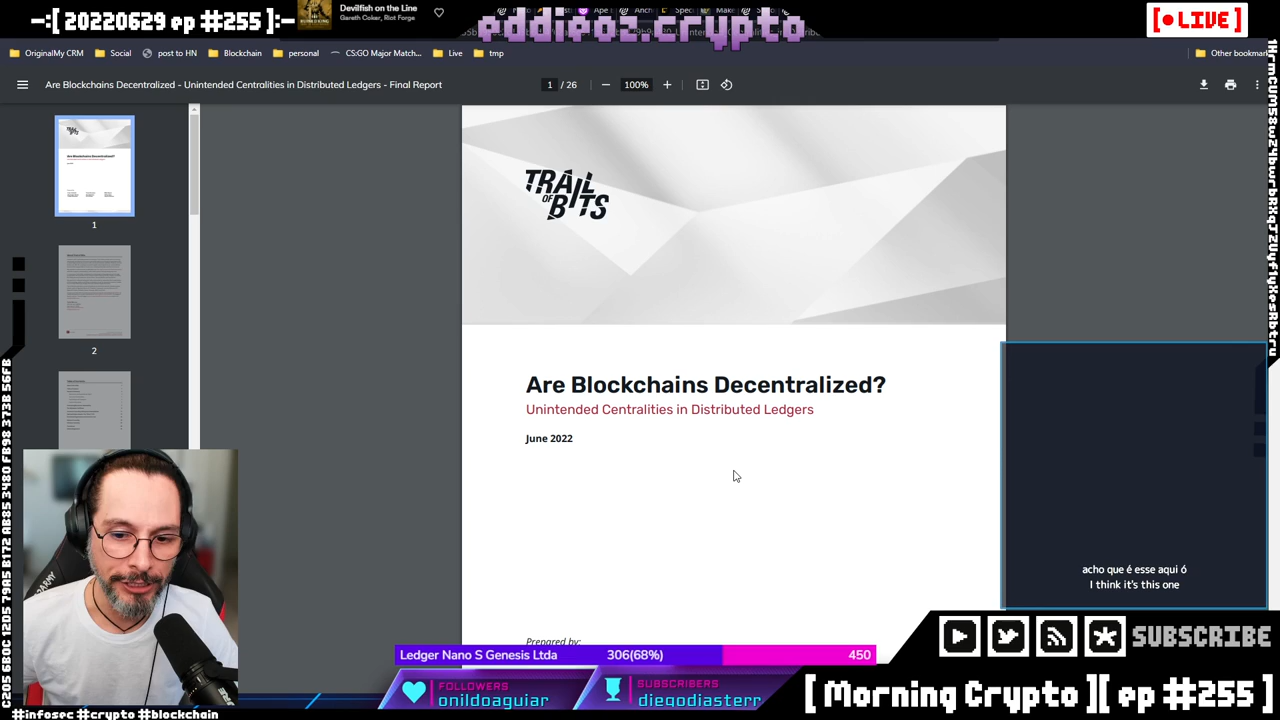 -:[ 20220629 ep #255 ]:-
Devilfish on the Line
Gareth Coker, Riot Forge
eddieoz.crypto
[ ● LIVE ]
OriginalMy CRM
Social
post to HN
Blockchain
personal
CS:GO Major Match...
Live
tmp
Other bookmar
Are Blockchains Decentralized - Unintended Centralities in Distributed Ledgers - Final Report
1 / 26
100%
1
2
TRAIL
OF
BITS
Are Blockchains Decentralized?
Unintended Centralities in Distributed Ledgers
June 2022
Prepared by:
acho que é esse aqui ó
I think it's this one
SUBSCRIBE
Ledger Nano S Genesis Ltda 306(68%) 450
FOLLOWERS
onildoaguiar
SUBSCRIBERS
diegodiasterr
[ Morning Crypto ][ ep #255 ]
#infosec #crypto #blockchain